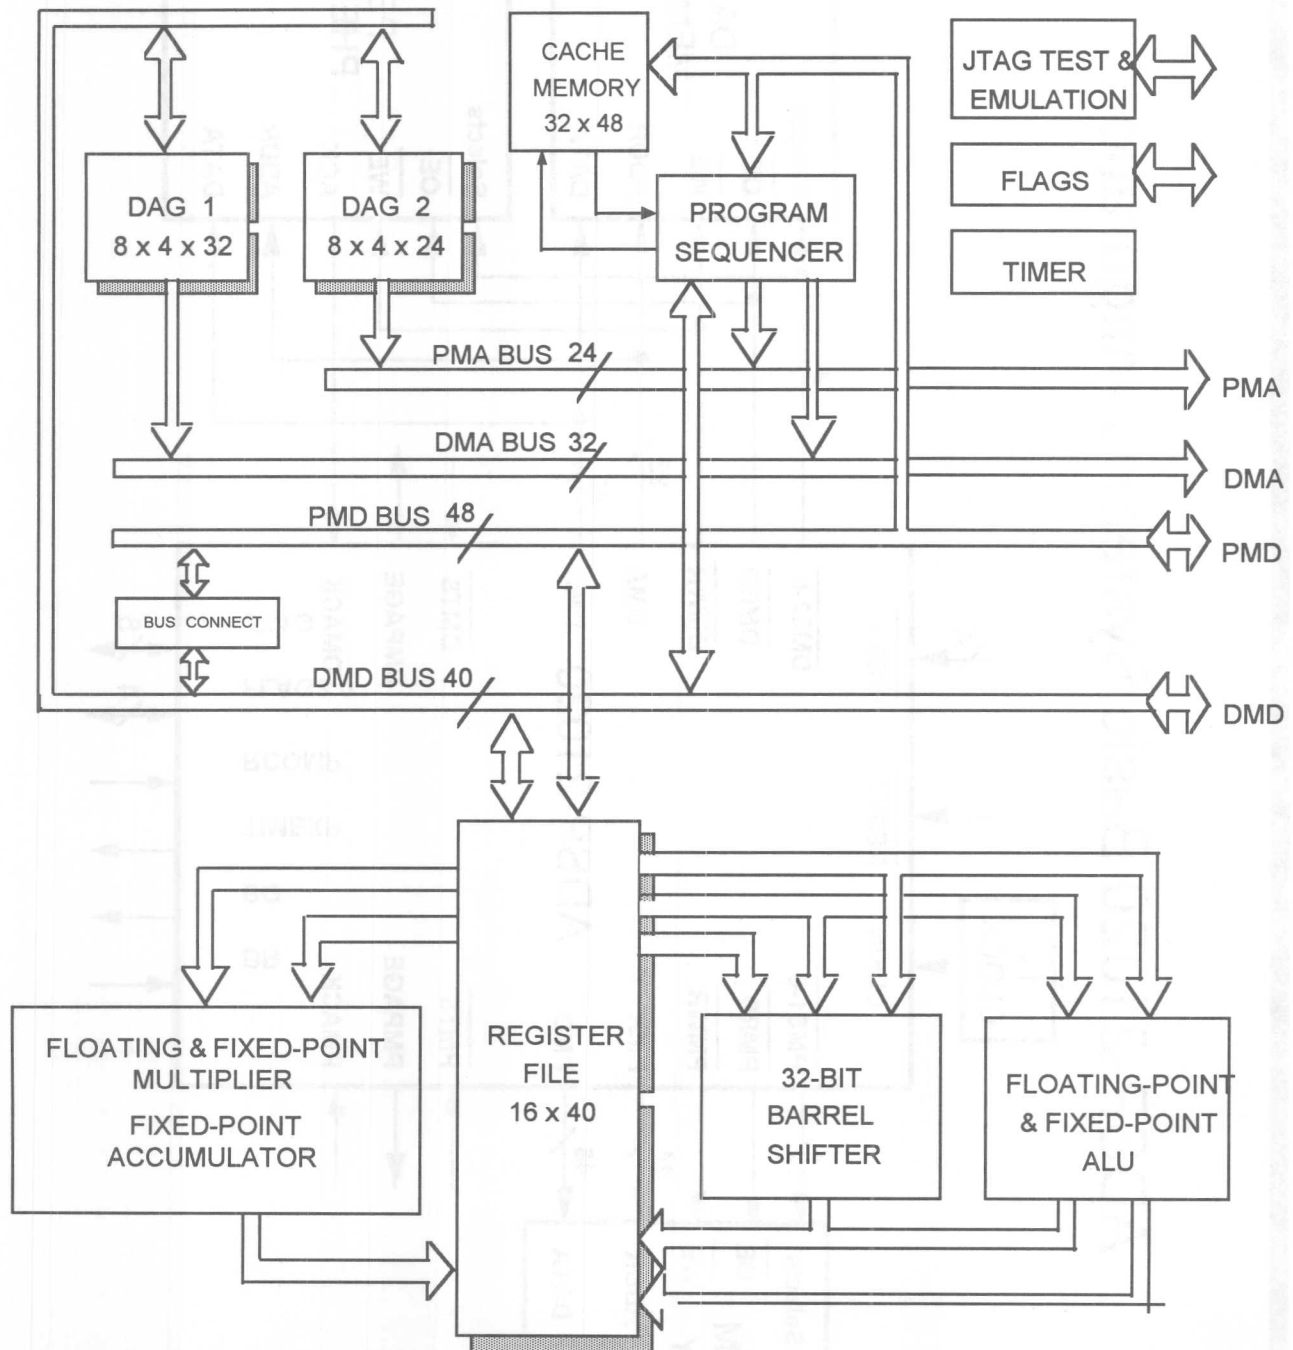 CACHE
MEMORY
32 x 48
JTAG TEST &
EMULATION
DAG 1
8 x 4 x 32
DAG 2
8 x 4 x 24
PROGRAM
SEQUENCER
FLAGS
TIMER
PMA BUS 24
PMA
DMA BUS 32
DMA
PMD BUS 48
PMD
BUS CONNECT
DMD BUS 40
DMD
FLOATING & FIXED-POINT
MULTIPLIER
FIXED-POINT
ACCUMULATOR
REGISTER
FILE
16 x 40
32-BIT
BARREL
SHIFTER
FLOATING-POINT
& FIXED-POINT
ALU